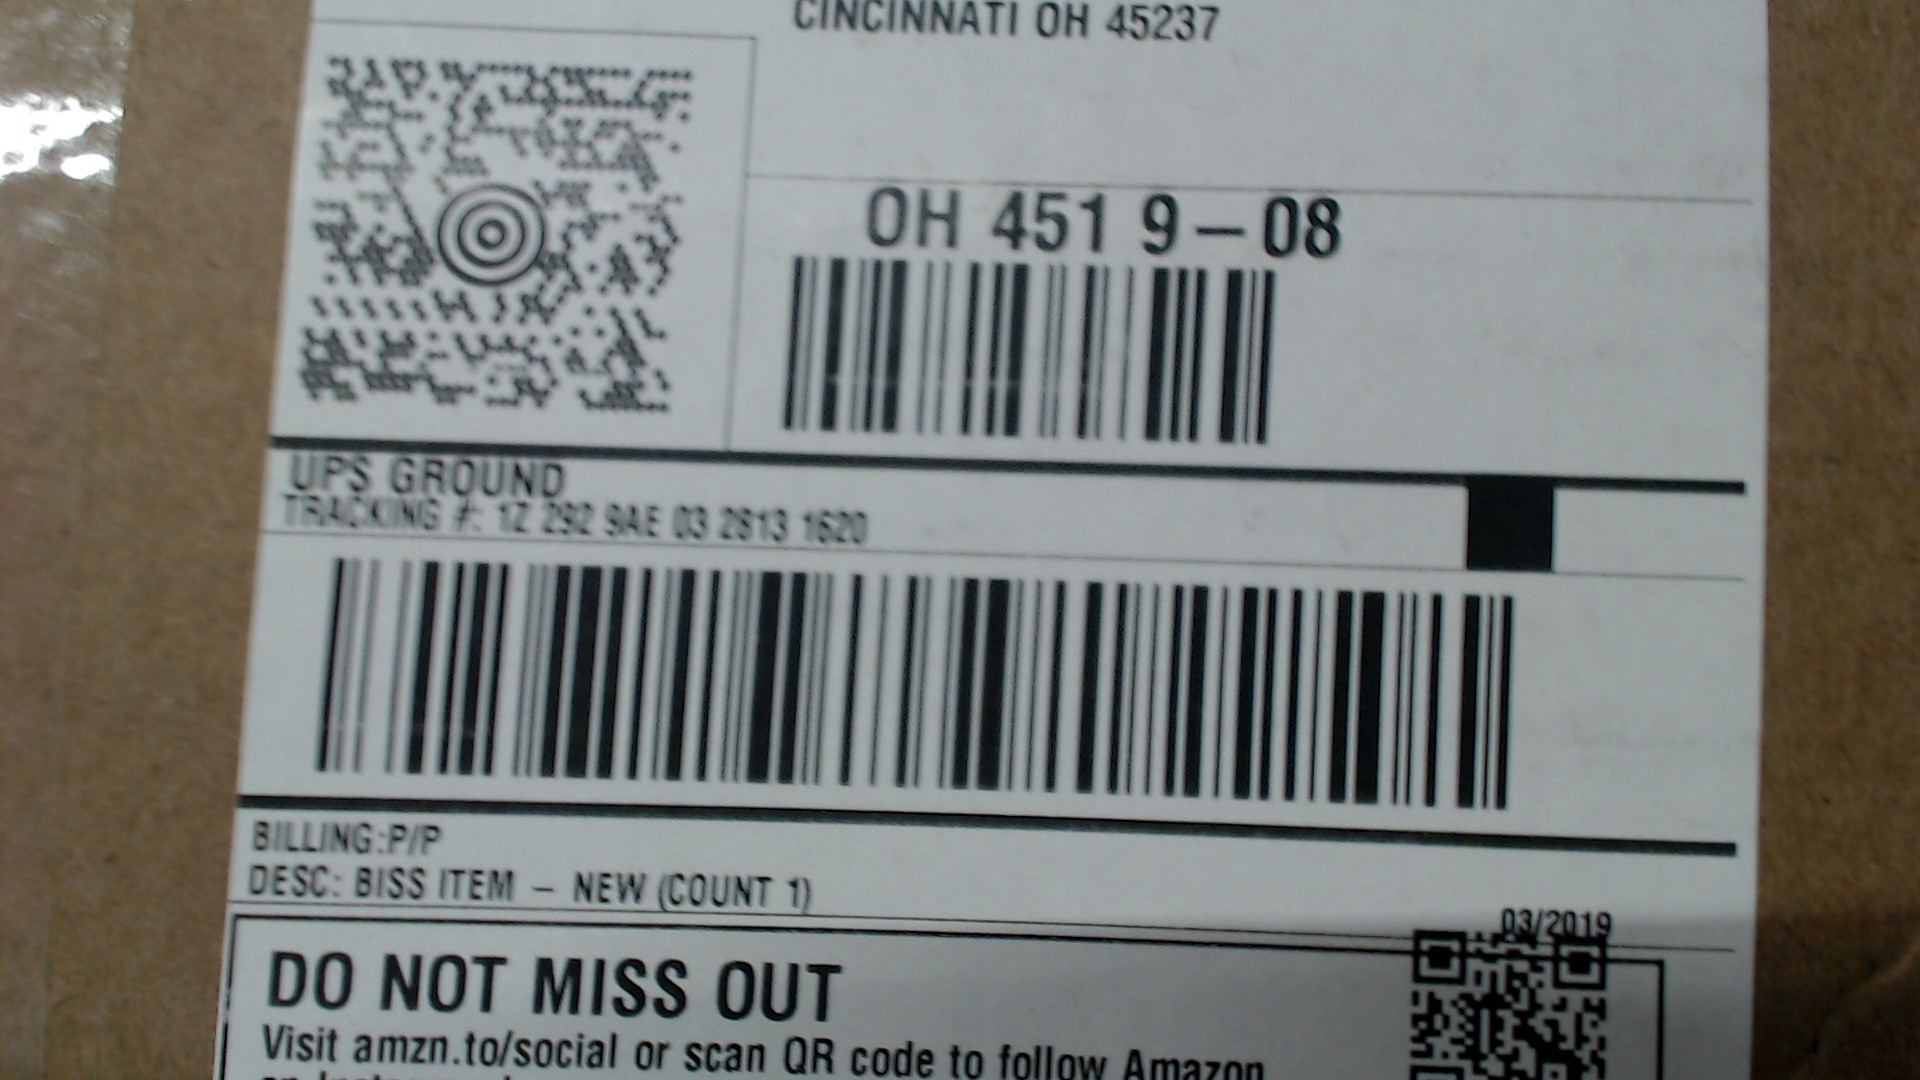 CINCINNATI OH 45237
OH 451 9-08
UPS GROUND
TRACKING #: 1Z 292 9AE 03 2813 1620
BILLING:P/P
DESC: BISS ITEM - NEW (COUNT 1)
03/2019
DO NOT MISS OUT
Visit amzn.to/social or scan QR code to follow Amazon